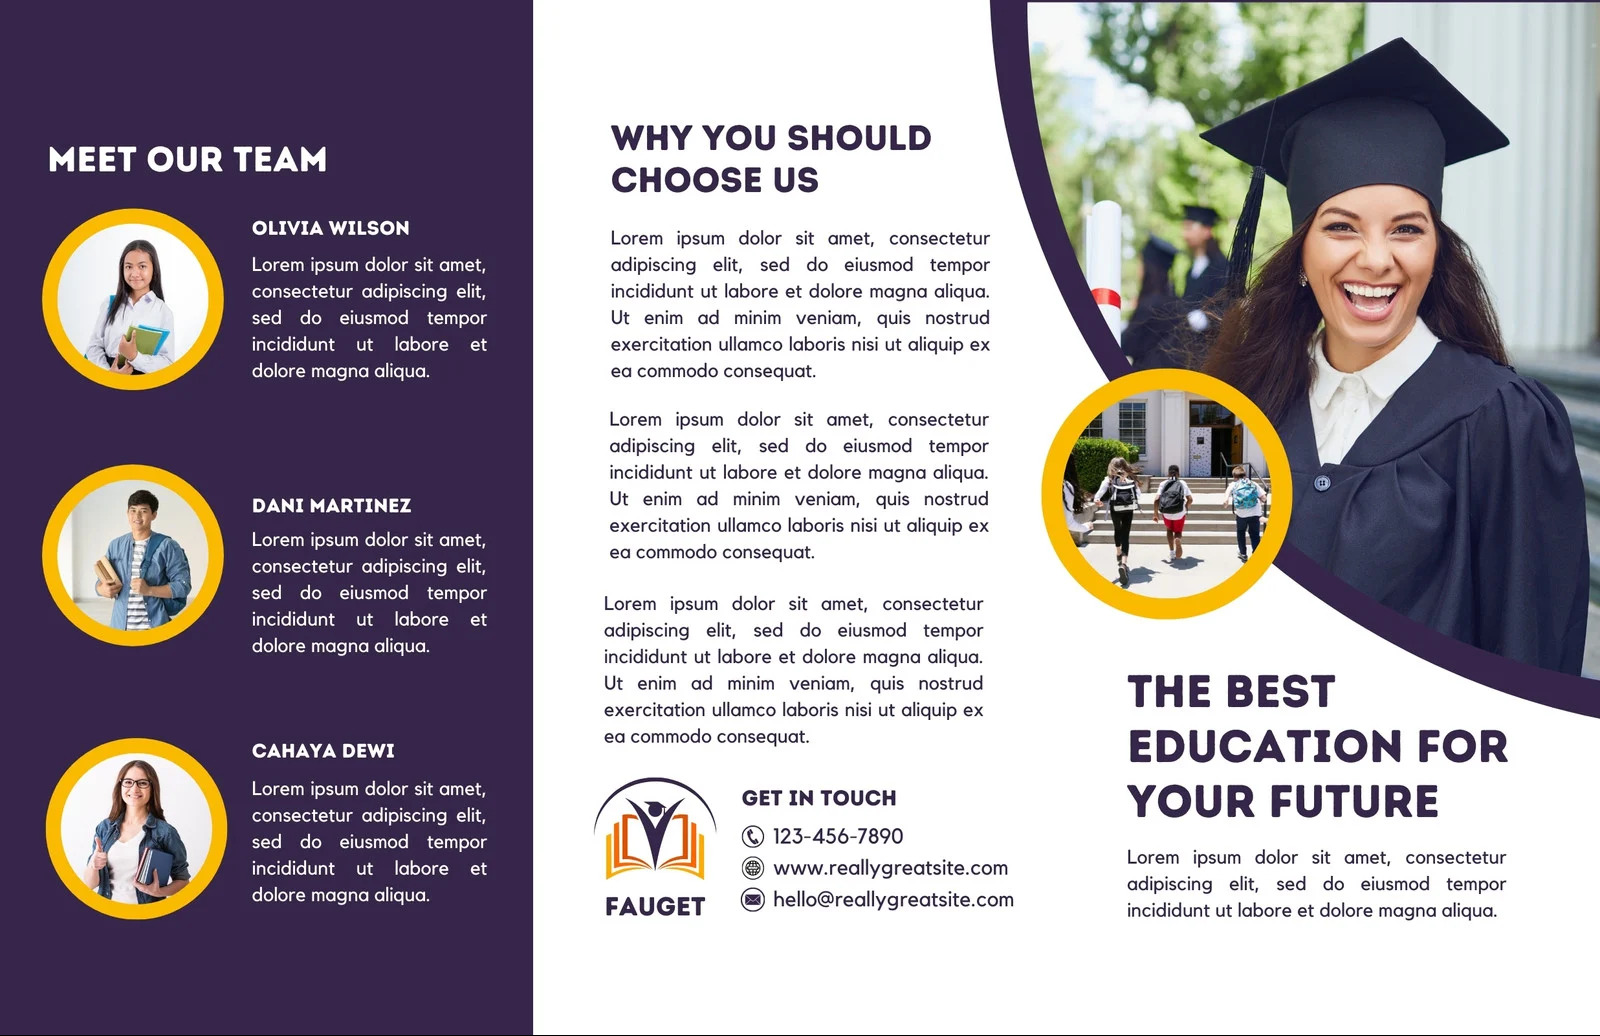 MEET OUR TEAM
OLIVIA WILSON
Lorem ipsum dolor sit amet,
consectetur adipiscing elit,
sed do eiusmod tempor
incididunt ut labore et
dolore magna aliqua.
DANI MARTINEZ
Lorem ipsum dolor sit amet,
consectetur adipiscing elit,
sed do eiusmod tempor
incididunt ut labore et
dolore magna aliqua.
CAHAYA DEWI
Lorem ipsum dolor sit amet,
consectetur adipiscing elit,
sed do eiusmod tempor
incididunt ut labore et
dolore magna aliqua.
WHY YOU SHOULD
CHOOSE US
Lorem ipsum dolor sit amet, consectetur
adipiscing elit, sed do eiusmod tempor
incididunt ut labore et dolore magna aliqua.
Ut enim ad minim veniam, quis nostrud
exercitation ullamco laboris nisi ut aliquip ex
ea commodo consequat.
Lorem ipsum dolor sit amet, consectetur
adipiscing elit, sed do eiusmod tempor
incididunt ut labore et dolore magna aliqua.
Ut enim ad minim veniam, quis nostrud
exercitation ullamco laboris nisi ut aliquip ex
ea commodo consequat.
Lorem ipsum dolor sit amet, consectetur
adipiscing elit, sed do eiusmod tempor
incididunt ut labore et dolore magna aliqua.
Ut enim ad minim veniam, quis nostrud
exercitation ullamco laboris nisi ut aliquip ex
ea commodo consequat.
FAUGET
GET IN TOUCH
123-456-7890
www.reallygreatsite.com
hello@reallygreatsite.com
THE BEST
EDUCATION FOR
YOUR FUTURE
Lorem ipsum dolor sit amet, consectetur
adipiscing elit, sed do eiusmod tempor
incididunt ut labore et dolore magna aliqua.